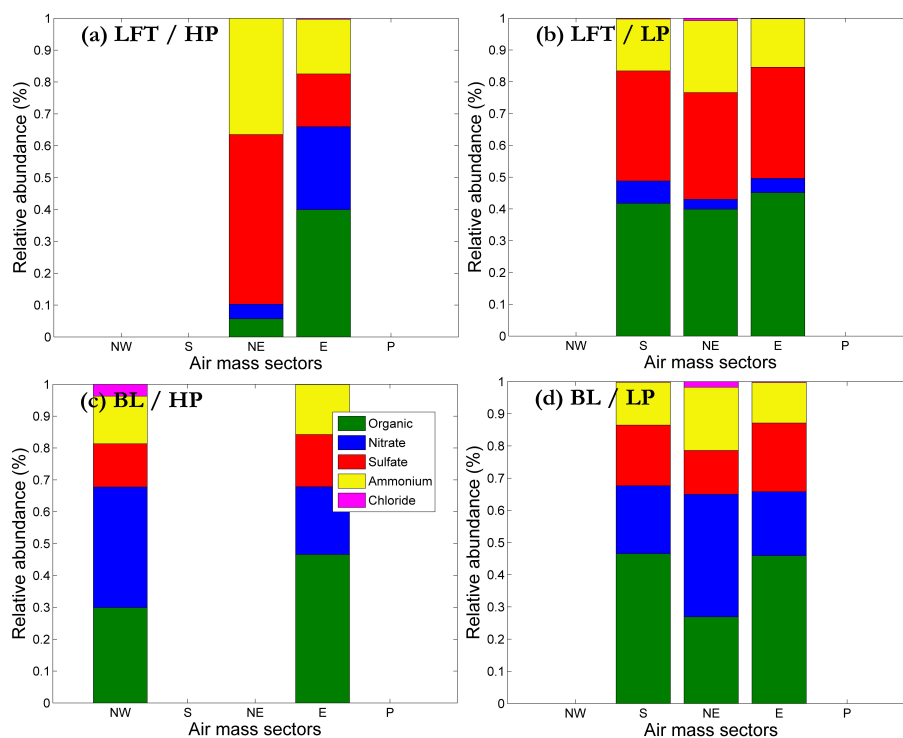 (a) LFT / HP
Relative abundance (%)
1
0.9
0.8
0.7
0.6
0.5
0.4
0.3
0.2
0.1
0
NW S NE E P
Air mass sectors
(b) LFT / LP
Relative abundance (%)
1
0.9
0.8
0.7
0.6
0.5
0.4
0.3
0.2
0.1
0
NW S NE E P
Air mass sectors
(c) BL / HP
Relative abundance (%)
1
0.9
0.8
0.7
0.6
0.5
0.4
0.3
0.2
0.1
0
Organic
Nitrate
Sulfate
Ammonium
Chloride
NW S NE E P
Air mass sectors
(d) BL / LP
Relative abundance (%)
1
0.9
0.8
0.7
0.6
0.5
0.4
0.3
0.2
0.1
0
NW S NE E P
Air mass sectors